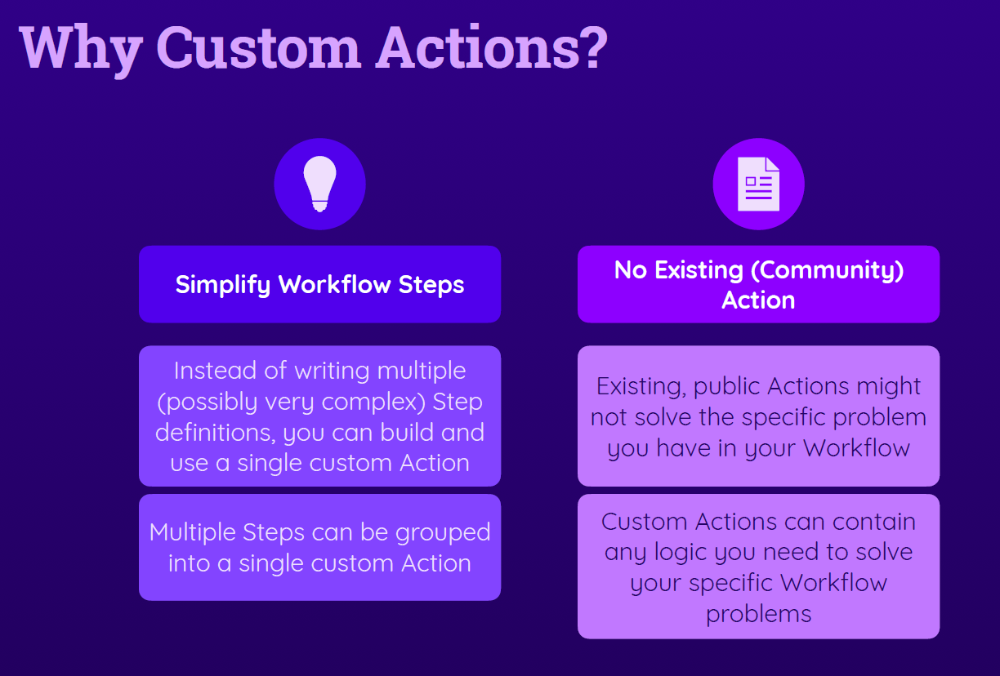 Why Custom Actions?
Simplify Workflow Steps
Instead of writing multiple
(possibly very complex) Step
definitions, you can build and
use a single custom Action
Multiple Steps can be grouped
into a single custom Action
No Existing (Community)
Action
Existing, public Actions might
not solve the specific problem
you have in your Workflow
Custom Actions can contain
any logic you need to solve
your specific Workflow
problems